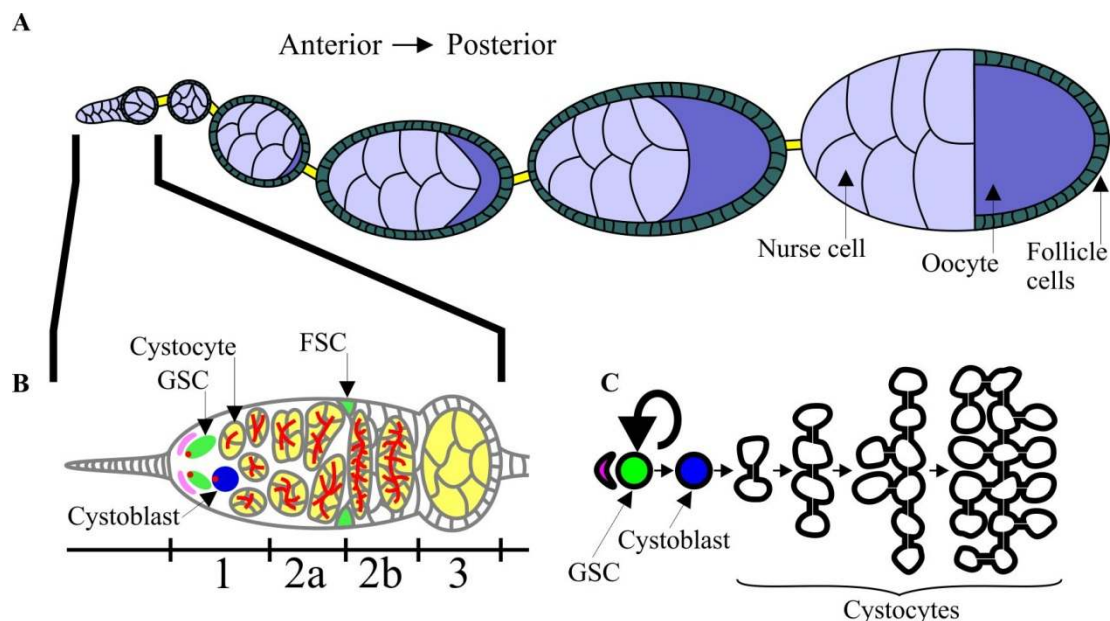 A
Anterior → Posterior
Nurse cell
Oocyte
Follicle
cells
B
Cystocyte
GSC
FSC
Cystoblast
1 2a 2b 3
C
Cystoblast
GSC
Cystocytes